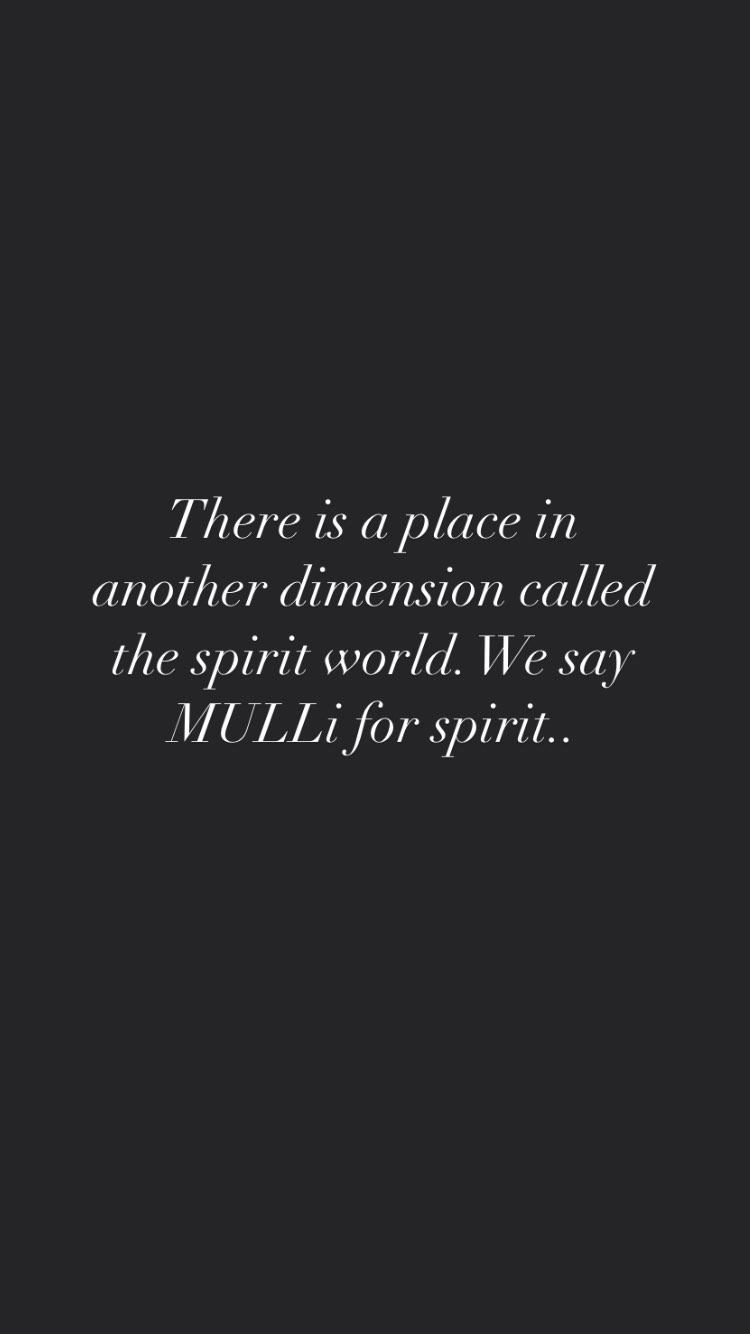 There is a place in
another dimension called
the spirit world. We say
MULLi for spirit..